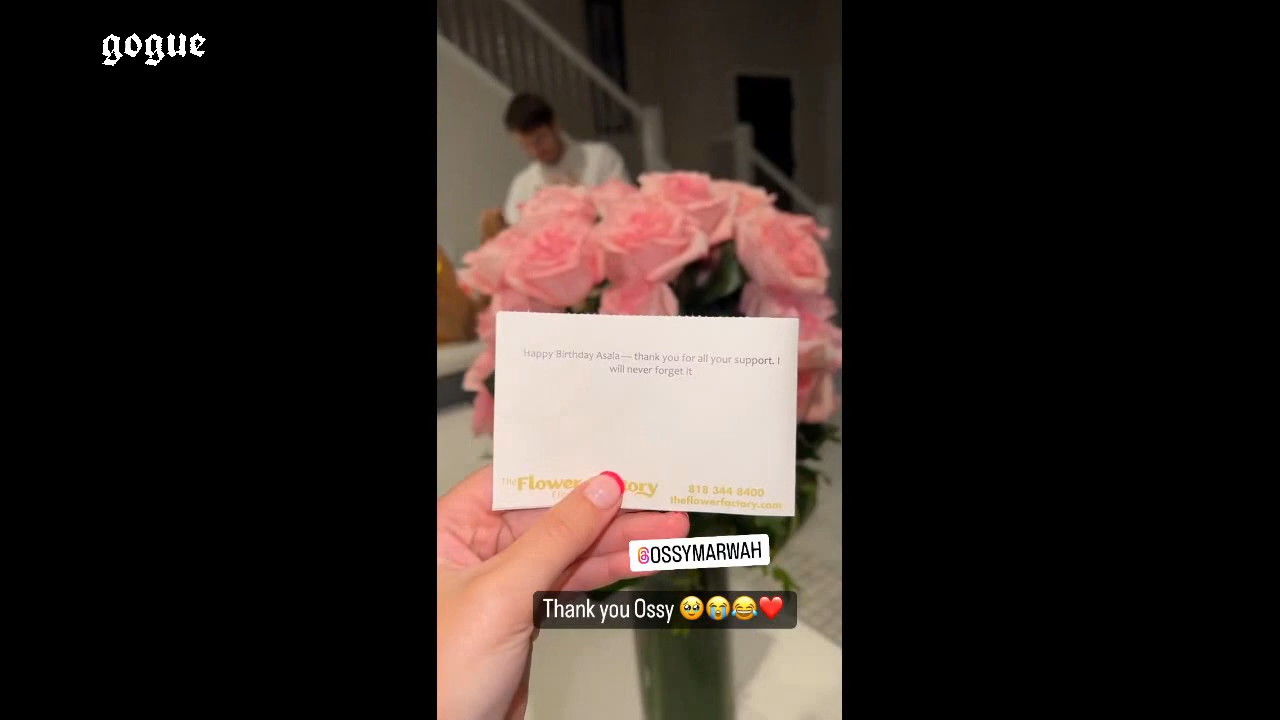 gogue
Happy Birthday Asala — thank you for all your support. I
will never forget it
The Flower ory
818 344 8400
theflowerfactory.com
@OSSYMARWAH
Thank you Ossy 🥹😭😂❤️